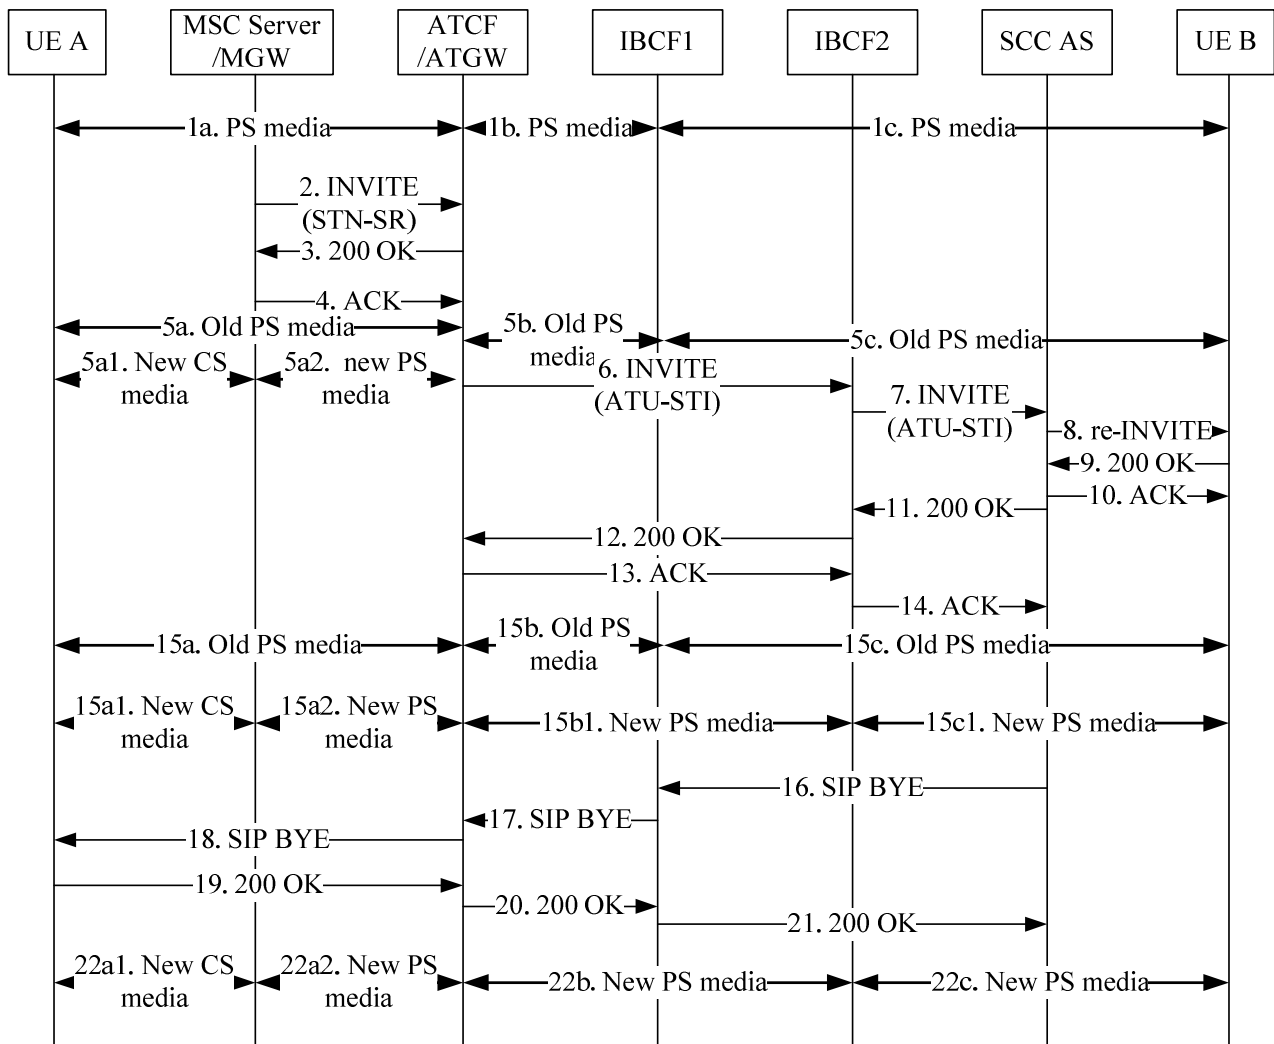 UE A
MSC Server
/MGW
ATCF
/ATGW
IBCF1
IBCF2
SCC AS
UE B
1a. PS media
1b. PS media
1c. PS media
2. INVITE
(STN-SR)
3. 200 OK
4. ACK
5a. Old PS media
5b. Old PS
media
5c. Old PS media
5a1. New CS
media
5a2. new PS
media
6. INVITE
(ATU-STI)
7. INVITE
(ATU-STI)
8. re-INVITE
9. 200 OK
10. ACK
11. 200 OK
12. 200 OK
13. ACK
14. ACK
15a. Old PS media
15b. Old PS
media
15c. Old PS media
15a1. New CS
media
15a2. New PS
media
15b1. New PS media
15c1. New PS media
16. SIP BYE
17. SIP BYE
18. SIP BYE
19. 200 OK
20. 200 OK
21. 200 OK
22a1. New CS
media
22a2. New PS
media
22b. New PS media
22c. New PS media